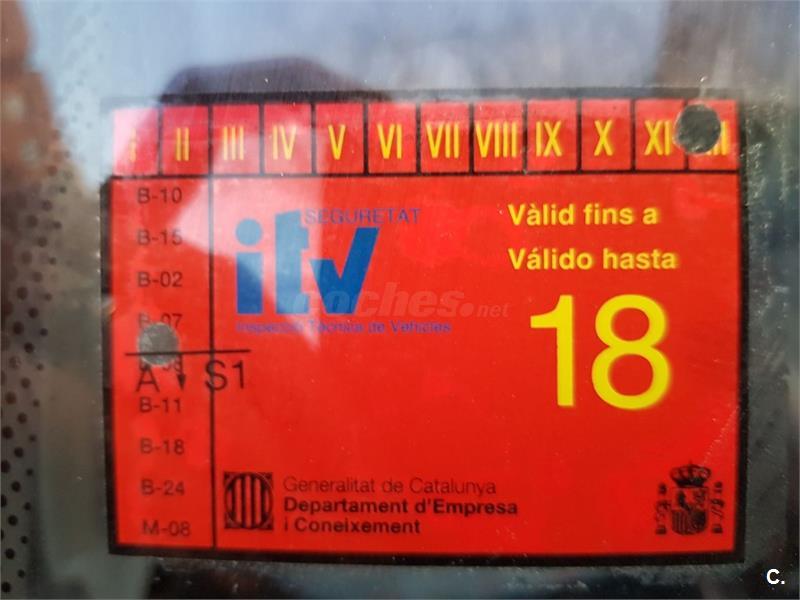 I II III IV V VI VII VIII IX X XI
B-10
B-15
B-02
B-07
A S1
B-11
B-18
B-24
M-08
SEGURETAT
itv
Inspecció Tècnica de Vehicles
Vàlid fins a
Válido hasta
18
coches.net
Generalitat de Catalunya
Departament d'Empresa
i Coneixement
C.